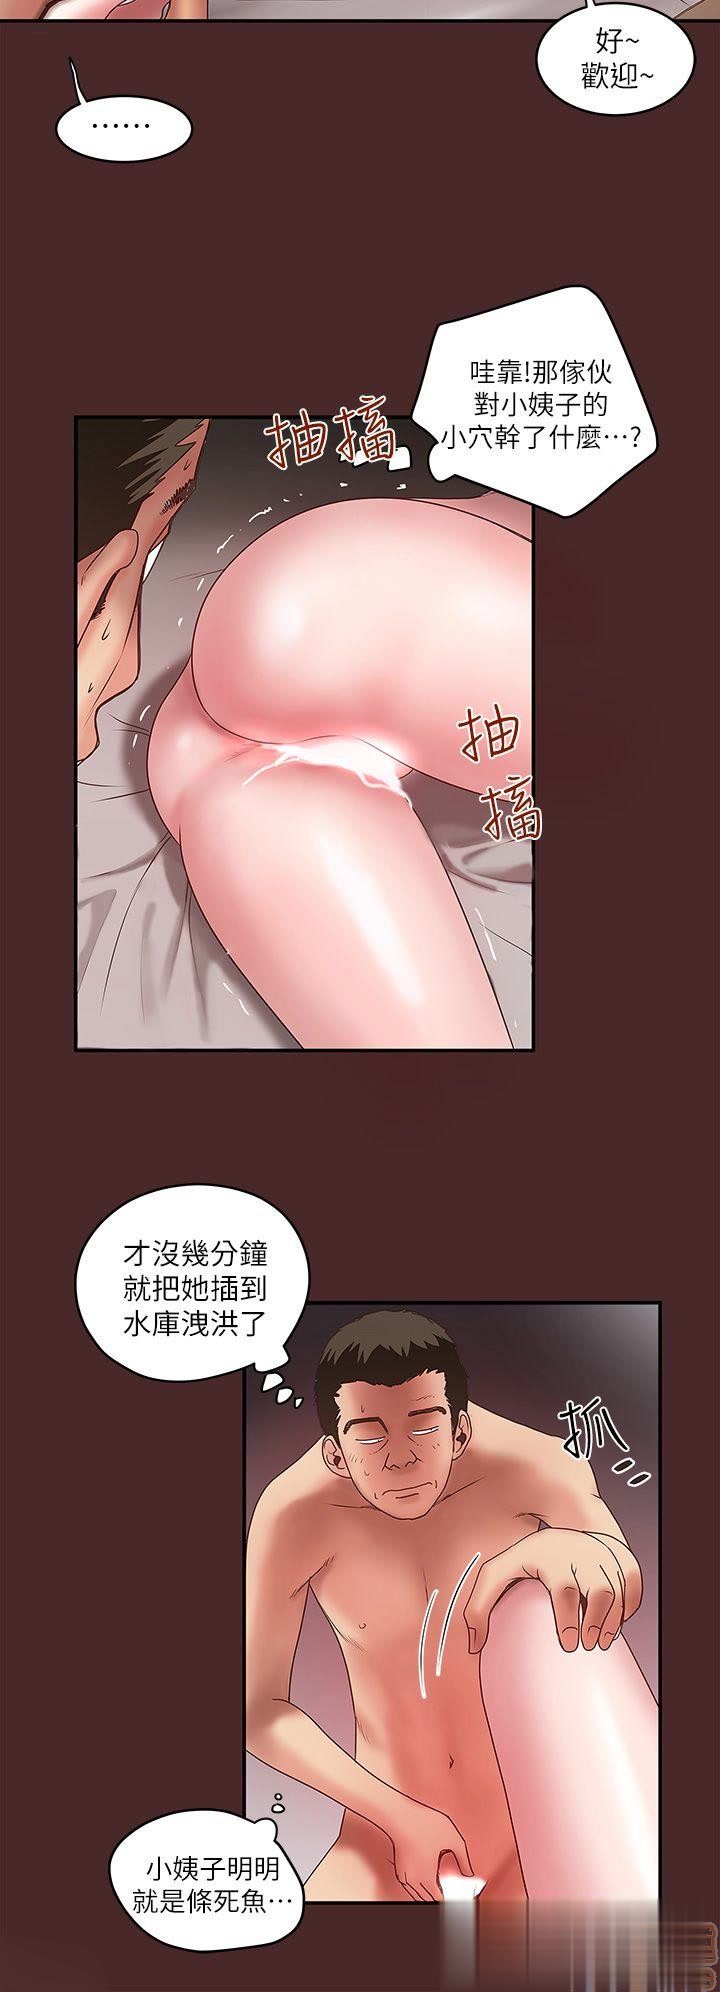 好~
歡迎~
……
哇靠!那傢伙
對小姨子的
小穴幹了什麼…?
抽搐
抽
搐
才沒幾分鐘
就把她插到
水庫洩洪了
抓
小姨子明明
就是條死魚…